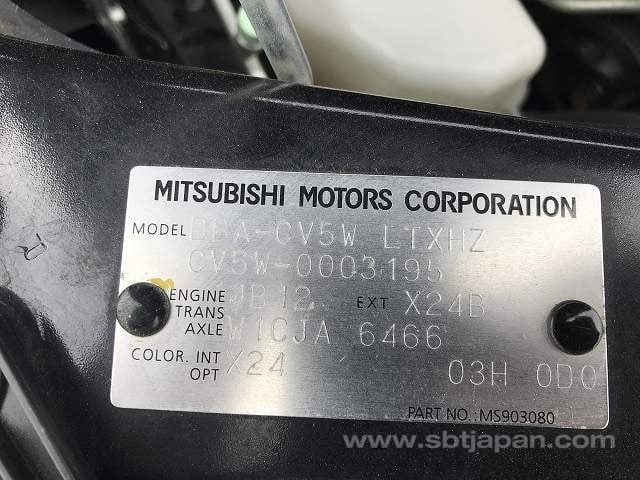 MITSUBISHI MOTORS CORPORATION
MODEL DBA-CV5W LTXHZ
CV5W-0003195
ENGINE 4B12 EXT X24B
TRANS
AXLE W1CJA 6466
COLOR. INT X24
OPT 03H 0D0
PART NO.: MS903080
www.sbtjapan.com